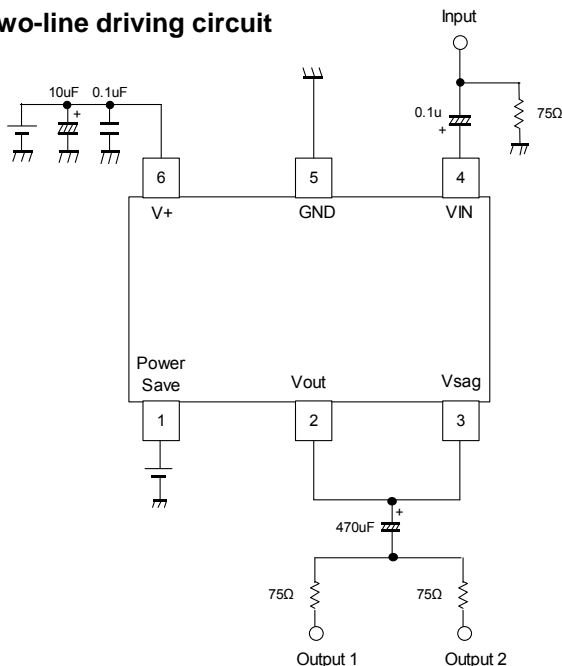 wo-line driving circuit
Input
10uF
0.1uF
0.1u
75Ω
+
+
6
5
4
V+
GND
VIN
Power
Save
Vout
Vsag
1
2
3
+
470uF
75Ω
75Ω
Output 1
Output 2